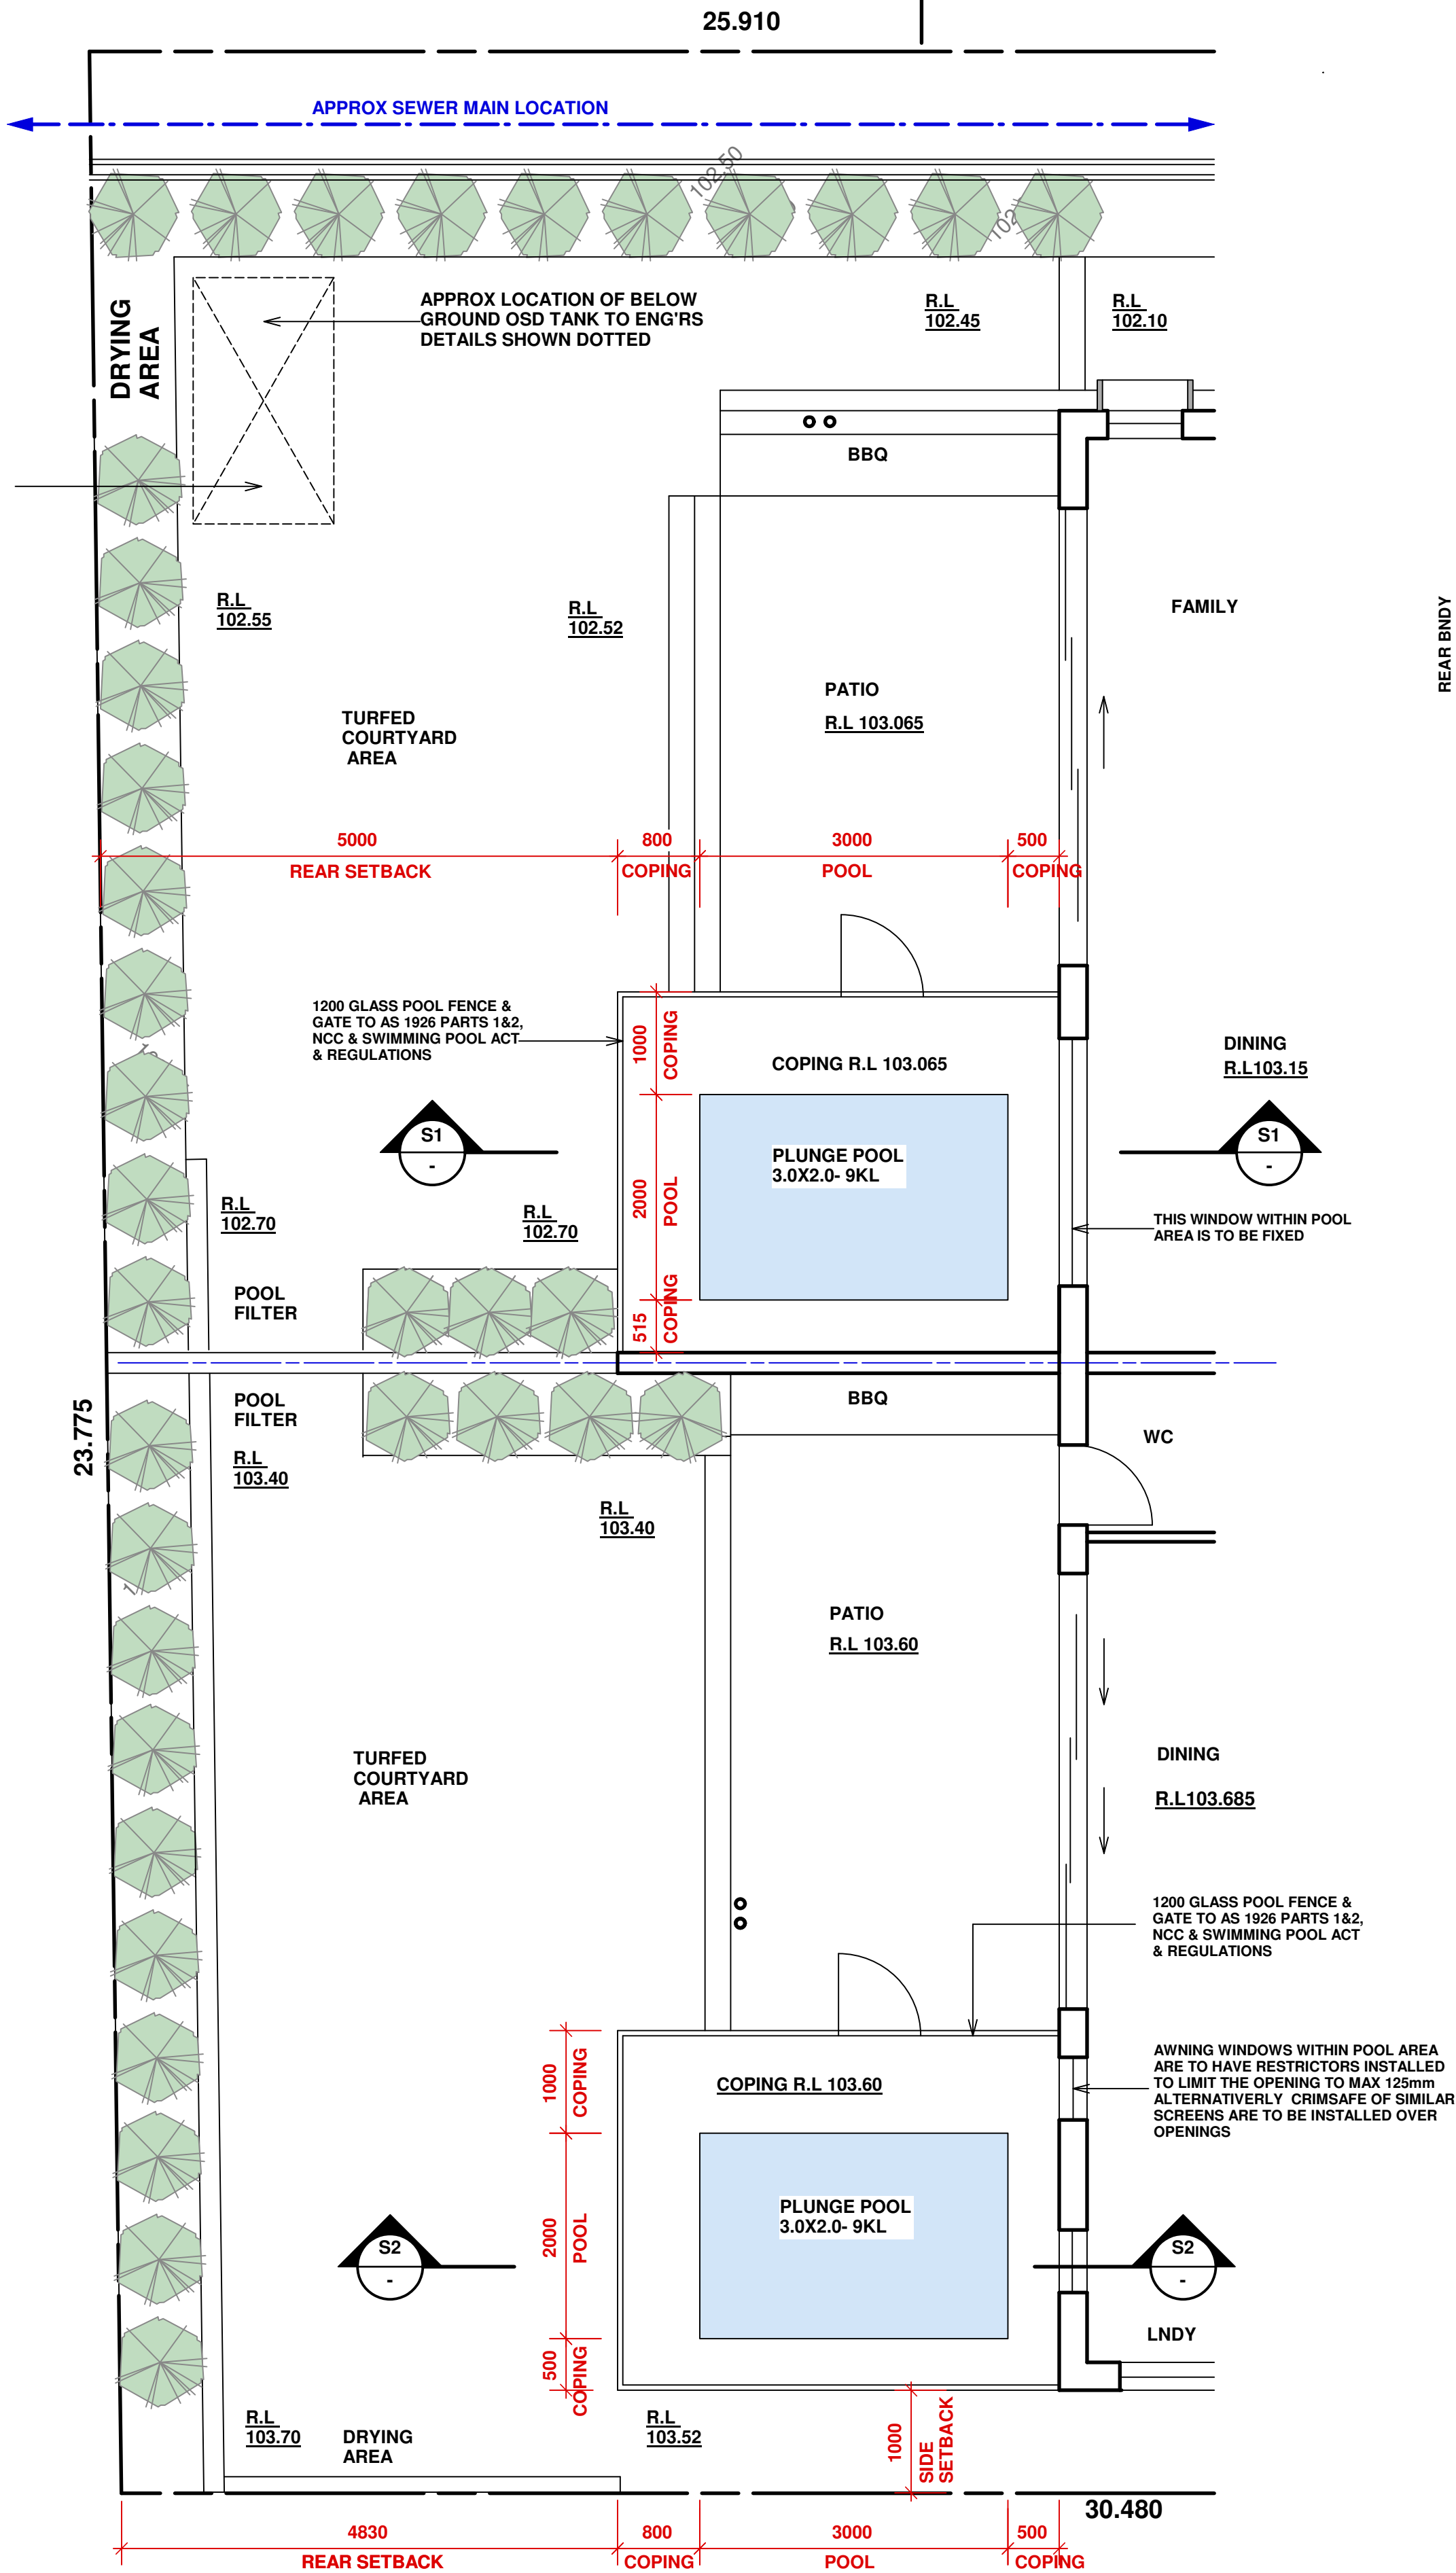 25.910
APPROX SEWER MAIN LOCATION
102.50
102
DRYING
AREA
APPROX LOCATION OF BELOW
GROUND OSD TANK TO ENG'RS
DETAILS SHOWN DOTTED
R.L
102.45
R.L
102.10
BBQ
R.L
102.55
R.L
102.52
FAMILY
REAR BNDY
PATIO
R.L 103.065
TURFED
COURTYARD
AREA
5000
800
3000
500
REAR SETBACK
COPING
POOL
COPING
1200 GLASS POOL FENCE &
GATE TO AS 1926 PARTS 1&2,
NCC & SWIMMING POOL ACT
& REGULATIONS
1000
COPING
COPING R.L 103.065
DINING
R.L103.15
S1
-
S1
-
PLUNGE POOL
3.0X2.0- 9KL
2000
POOL
R.L
102.70
R.L
102.70
THIS WINDOW WITHIN POOL
AREA IS TO BE FIXED
POOL
FILTER
515
COPING
23.775
POOL
FILTER
BBQ
WC
R.L
103.40
R.L
103.40
PATIO
R.L 103.60
TURFED
COURTYARD
AREA
DINING
R.L103.685
1200 GLASS POOL FENCE &
GATE TO AS 1926 PARTS 1&2,
NCC & SWIMMING POOL ACT
& REGULATIONS
1000
COPING
COPING R.L 103.60
AWNING WINDOWS WITHIN POOL AREA
ARE TO HAVE RESTRICTORS INSTALLED
TO LIMIT THE OPENING TO MAX 125mm
ALTERNATIVERLY CRIMSAFE OF SIMILAR
SCREENS ARE TO BE INSTALLED OVER
OPENINGS
PLUNGE POOL
3.0X2.0- 9KL
2000
POOL
S2
-
S2
-
LNDY
500
COPING
R.L
103.70
DRYING
AREA
R.L
103.52
1000
SIDE
SETBACK
30.480
4830
800
3000
500
REAR SETBACK
COPING
POOL
COPING